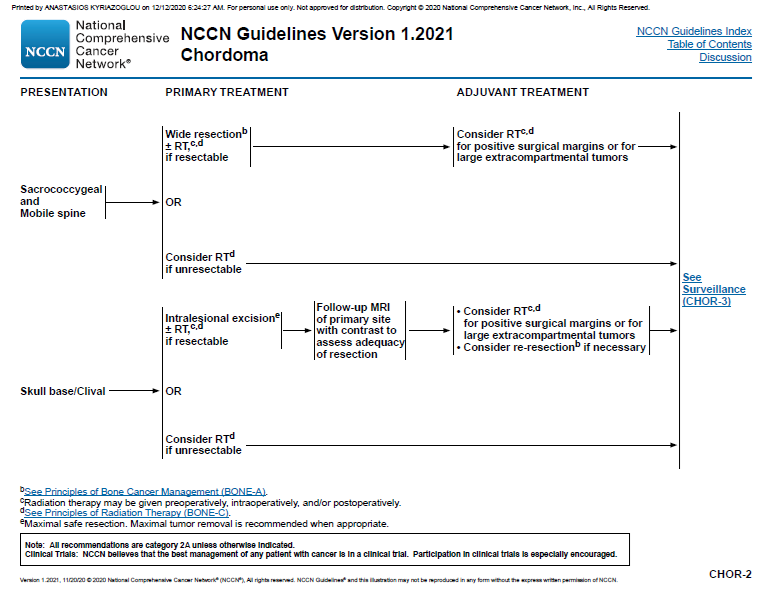 Printed by ANASTASIOS KYRIAZOGLOU on 12/12/2020 5:24:27 AM. For personal use only. Not approved for distribution. Copyright © 2020 National Comprehensive Cancer Network, Inc., All Rights Reserved.
NCCN
National
Comprehensive
Cancer
Network®
NCCN Guidelines Version 1.2021
Chordoma
NCCN Guidelines Index
Table of Contents
Discussion
PRESENTATION
PRIMARY TREATMENT
ADJUVANT TREATMENT
Sacrococcygeal
and
Mobile spine
Wide resectionb
± RT,c,d
if resectable
Consider RTc,d
for positive surgical margins or for
large extracompartmental tumors
OR
Consider RTd
if unresectable
See
Surveillance
(CHOR-3)
Skull base/Clival
Intralesional excisione
± RT,c,d
if resectable
Follow-up MRI
of primary site
with contrast to
assess adequacy
of resection
• Consider RTc,d
for positive surgical margins or for
large extracompartmental tumors
• Consider re-resectionb if necessary
OR
Consider RTd
if unresectable
bSee Principles of Bone Cancer Management (BONE-A).
cRadiation therapy may be given preoperatively, intraoperatively, and/or postoperatively.
dSee Principles of Radiation Therapy (BONE-C).
eMaximal safe resection. Maximal tumor removal is recommended when appropriate.
Note: All recommendations are category 2A unless otherwise indicated.
Clinical Trials: NCCN believes that the best management of any patient with cancer is in a clinical trial. Participation in clinical trials is especially encouraged.
Version 1.2021, 11/20/20 © 2020 National Comprehensive Cancer Network® (NCCN®), All rights reserved. NCCN Guidelines® and this illustration may not be reproduced in any form without the express written permission of NCCN.
CHOR-2